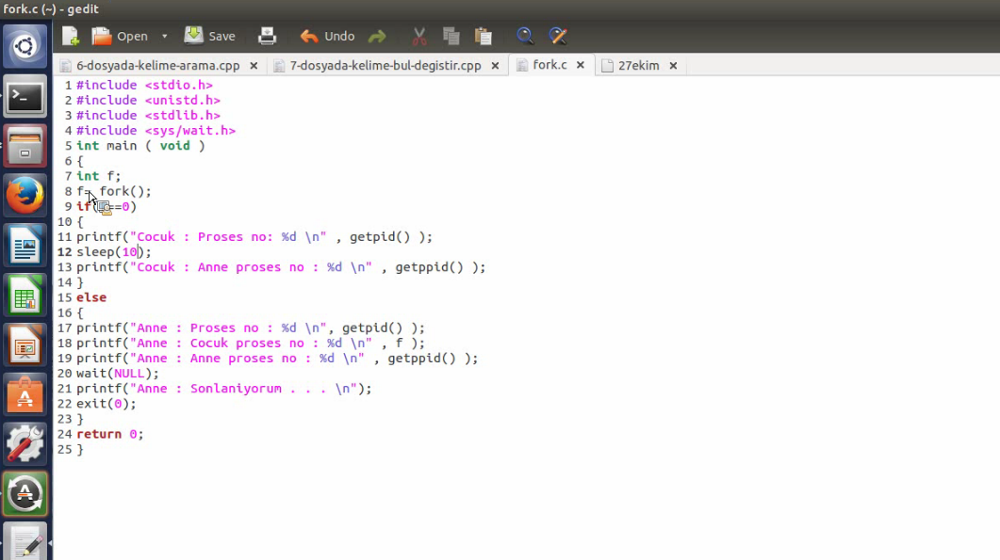 fork.c (~) - gedit
Open Save Undo
6-dosyada-kelime-arama.cpp × 7-dosyada-kelime-bul-degistir.cpp × fork.c × 27ekim ×
1 #include <stdio.h>
2 #include <unistd.h>
3 #include <stdlib.h>
4 #include <sys/wait.h>
5 int main ( void )
6 {
7 int f;
8 f= fork();
9 if( ==0)
10 {
11 printf("Cocuk : Proses no: %d \n" , getpid() );
12 sleep(10);
13 printf("Cocuk : Anne proses no : %d \n" , getppid() );
14 }
15 else
16 {
17 printf("Anne : Proses no : %d \n", getpid() );
18 printf("Anne : Cocuk proses no : %d \n" , f );
19 printf("Anne : Anne proses no : %d \n" , getppid() );
20 wait(NULL);
21 printf("Anne : Sonlaniyorum . . . \n");
22 exit(0);
23 }
24 return 0;
25 }